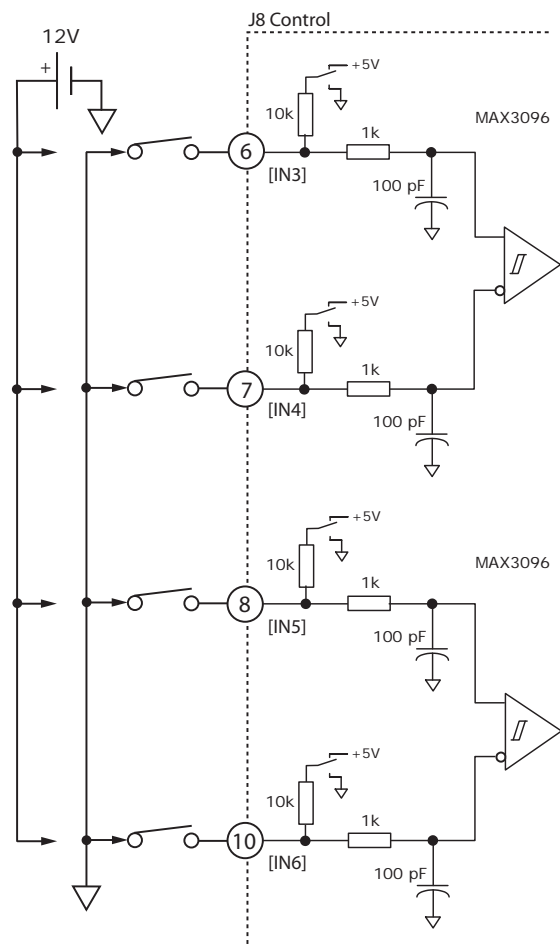 J8 Control
12V
+
+5V
10k
MAX3096
1k
6
[IN3]
100 pF
+5V
10k
1k
7
[IN4]
100 pF
+5V
10k
MAX3096
1k
8
[IN5]
100 pF
+5V
10k
1k
10
[IN6]
100 pF